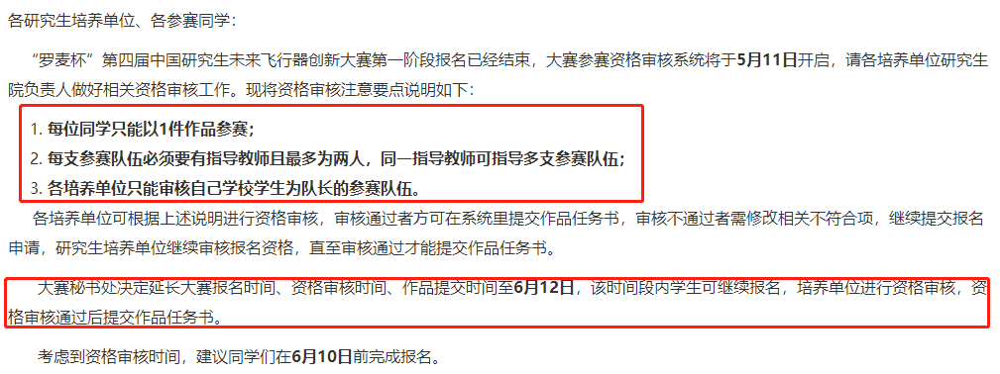 各研究生培养单位、各参赛同学：
“罗麦杯”第四届中国研究生未来飞行器创新大赛第一阶段报名已经结束，大赛参赛资格审核系统将于5月11日开启，请各培养单位研究生
院负责人做好相关资格审核工作。现将资格审核注意要点说明如下：
1. 每位同学只能以1件作品参赛；
2. 每支参赛队伍必须要有指导教师且最多为两人，同一指导教师可指导多支参赛队伍；
3. 各培养单位只能审核自己学校学生为队长的参赛队伍。
各培养单位可根据上述说明进行资格审核，审核通过者方可在系统里提交作品任务书，审核不通过者需修改相关不符合项，继续提交报名
申请，研究生培养单位继续审核报名资格，直至审核通过才能提交作品任务书。
大赛秘书处决定延长大赛报名时间、资格审核时间、作品提交时间至6月12日，该时间段内学生可继续报名，培养单位进行资格审核，资
格审核通过后提交作品任务书。
考虑到资格审核时间，建议同学们在6月10日前完成报名。